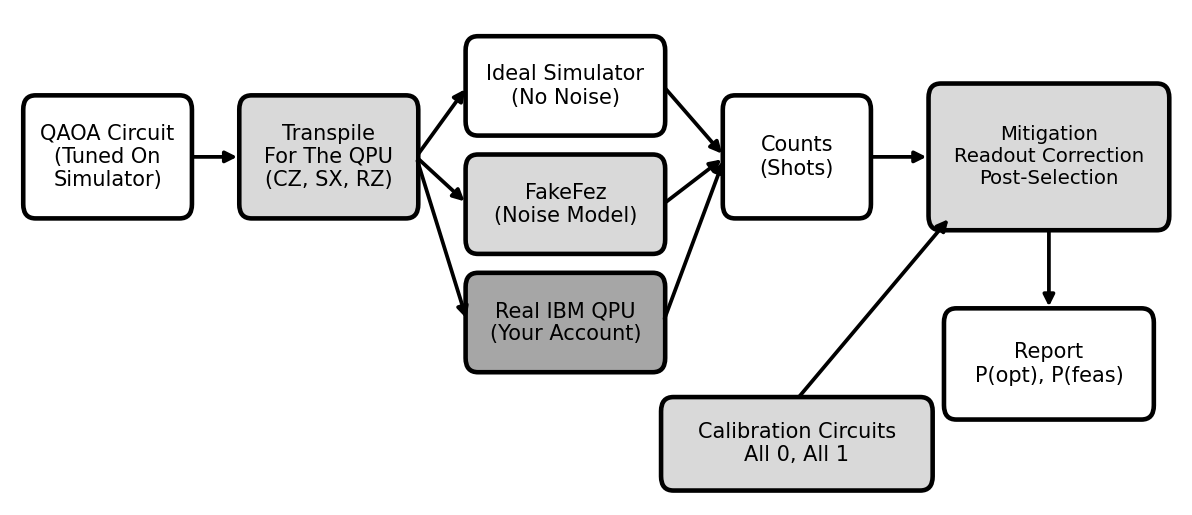 QAOA Circuit
(Tuned On
Simulator)
Transpile
For The QPU
(CZ, SX, RZ)
Ideal Simulator
(No Noise)
FakeFez
(Noise Model)
Real IBM QPU
(Your Account)
Counts
(Shots)
Mitigation
Readout Correction
Post-Selection
Report
P(opt), P(feas)
Calibration Circuits
All 0, All 1